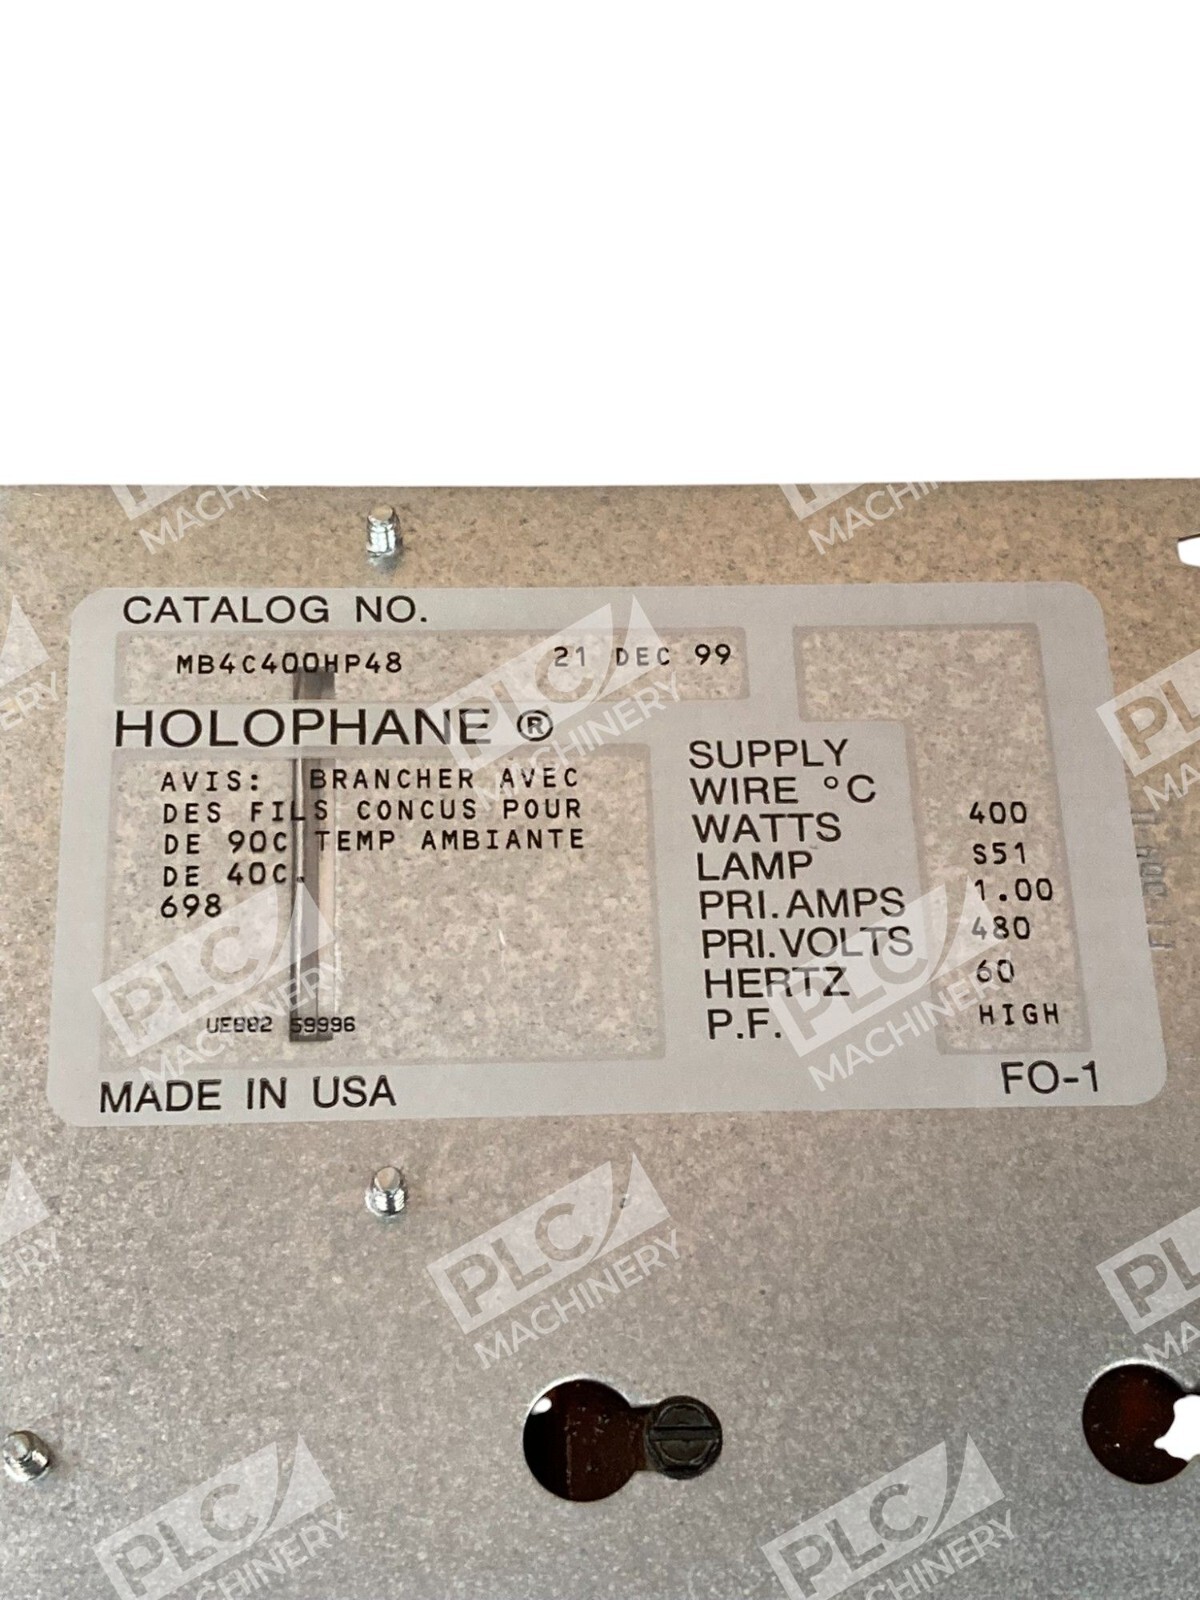 CATALOG NO.
MB4C400HP48 21 DEC 99
HOLOPHANE ®
AVIS: BRANCHER AVEC
DES FILS CONCUS POUR
DE 90C TEMP AMBIANTE
DE 40C.
698
59996
MADE IN USA
SUPPLY
WIRE °C
WATTS 400
LAMP S51
PRI. AMPS 1.00
PRI. VOLTS 480
HERTZ 60
P.F. HIGH
FO-1
PLC MACHINERY